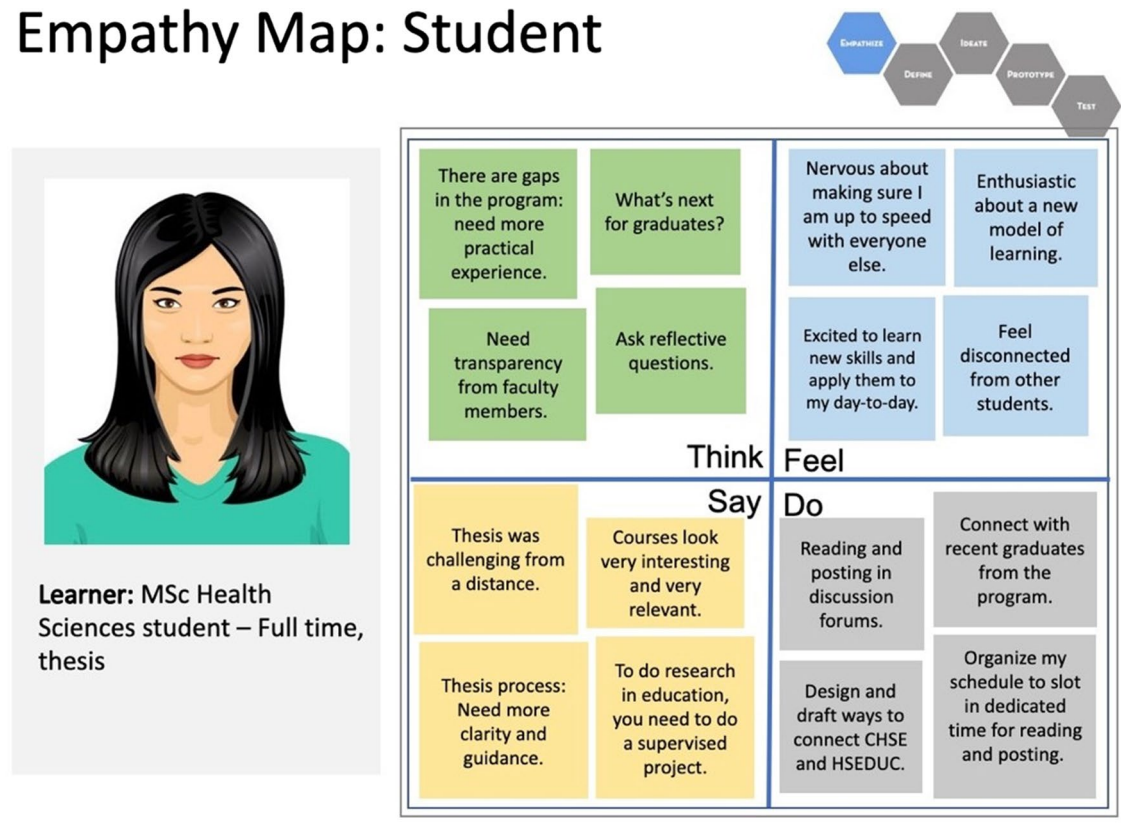 Empathy Map: Student
EMPATHIZE
DEFINE
IDEATE
PROTOTYPE
TEST
Learner: MSc Health
Sciences student – Full time,
thesis
There are gaps
in the program:
need more
practical
experience.
What’s next
for graduates?
Need
transparency
from faculty
members.
Ask reflective
questions.
Think
Nervous about
making sure I
am up to speed
with everyone
else.
Enthusiastic
about a new
model of
learning.
Excited to learn
new skills and
apply them to
my day-to-day.
Feel
disconnected
from other
students.
Feel
Say
Thesis was
challenging from
a distance.
Courses look
very interesting
and very
relevant.
Thesis process:
Need more
clarity and
guidance.
To do research
in education,
you need to do
a supervised
project.
Do
Reading and
posting in
discussion
forums.
Connect with
recent graduates
from the
program.
Design and
draft ways to
connect CHSE
and HSEDUC.
Organize my
schedule to slot
in dedicated
time for reading
and posting.